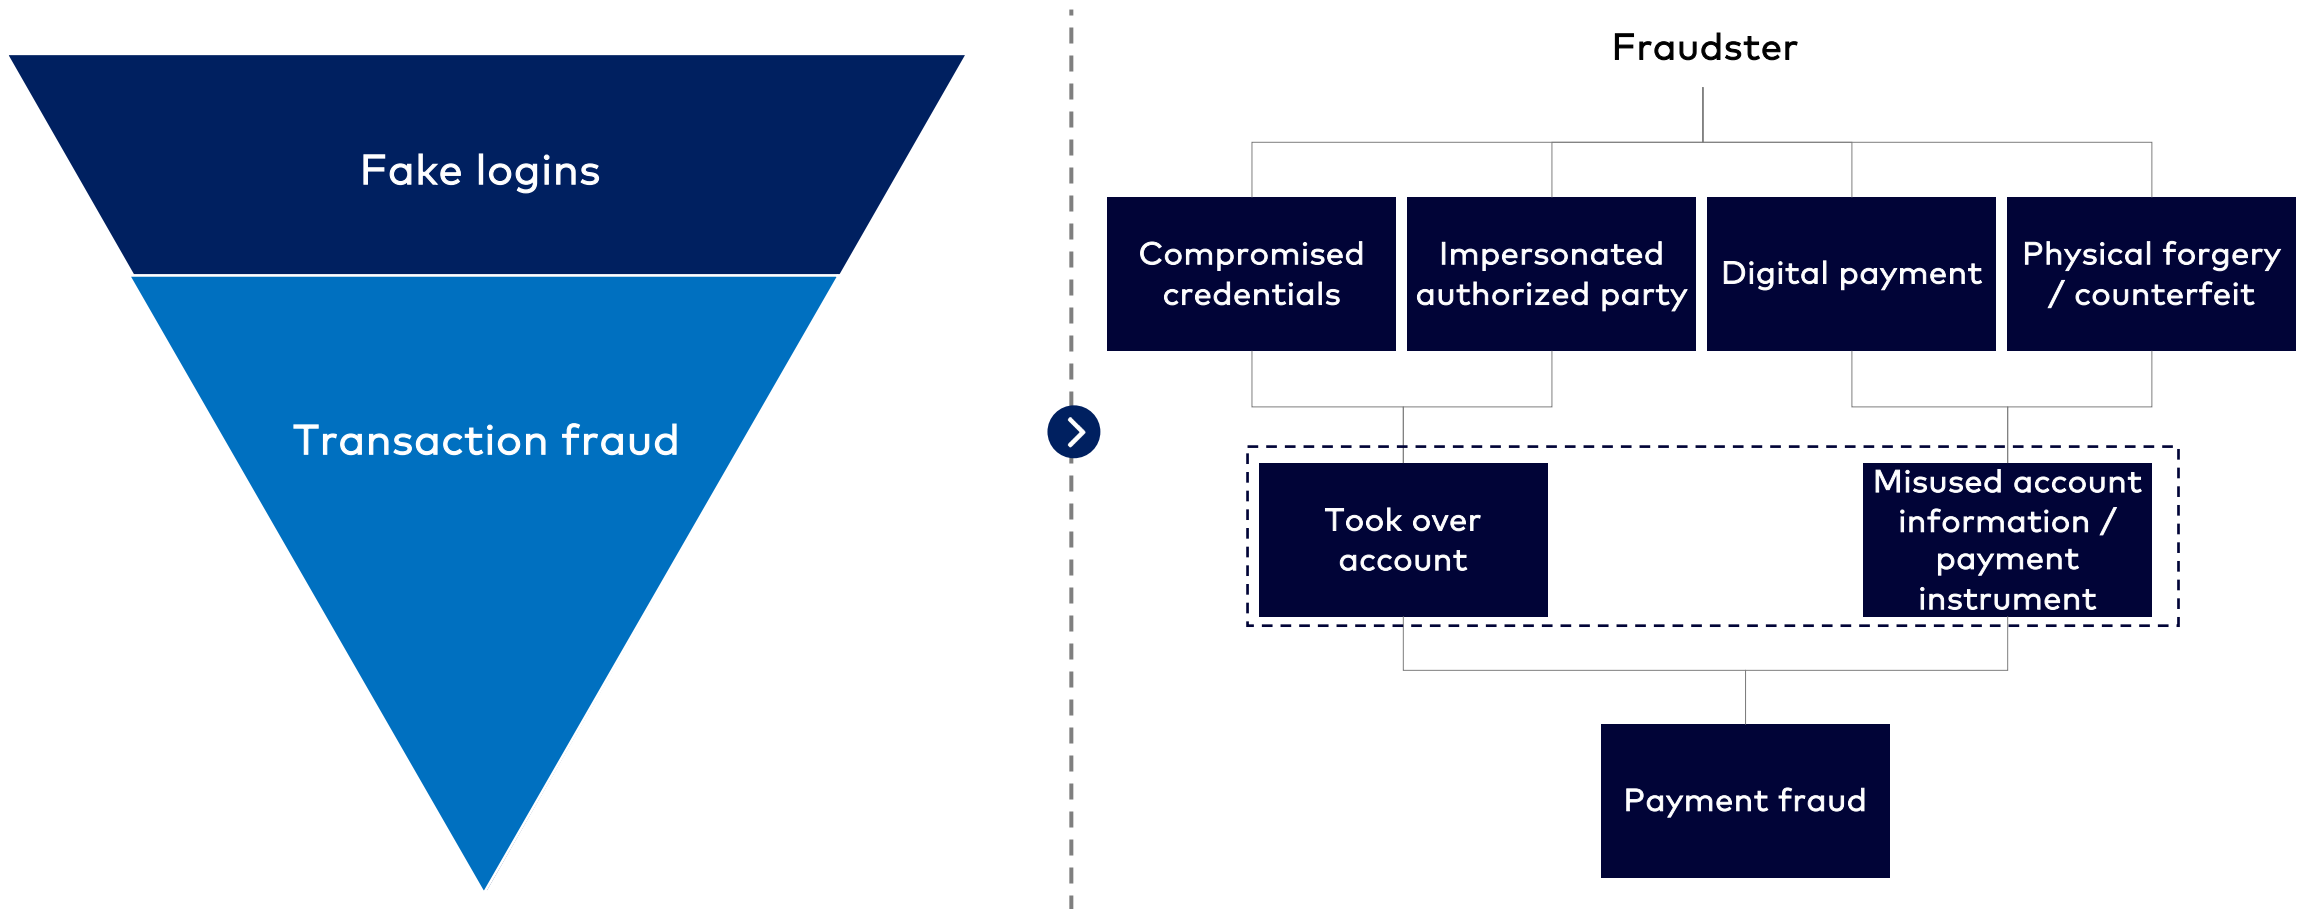 Fake logins
Transaction fraud
Fraudster
Compromised
credentials
Impersonated
authorized party
Digital payment
Physical forgery
/ counterfeit
Took over
account
Misused account
information /
payment
instrument
Payment fraud